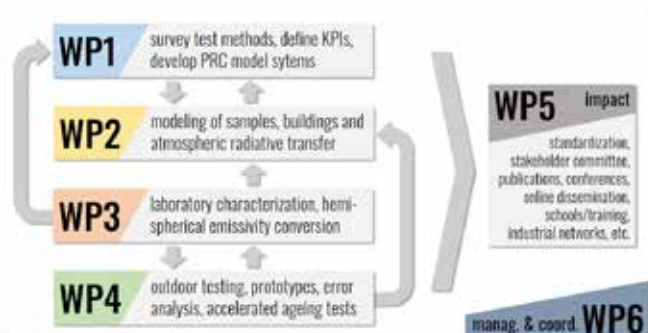 WP1
survey test methods, define KPIs,
develop PRC model sytems
WP2
modeling of samples, buildings and
atmospheric radiative transfer
WP3
laboratory characterization, hemi-
spherical emissivity conversion
WP4
outdoor testing, prototypes, error
analysis, accelerated ageing tests
WP5 impact
standardization,
stakeholder committee,
publications, conferences,
online dissemination,
schools/training,
industrial networks, etc.
manag. & coord. WP6